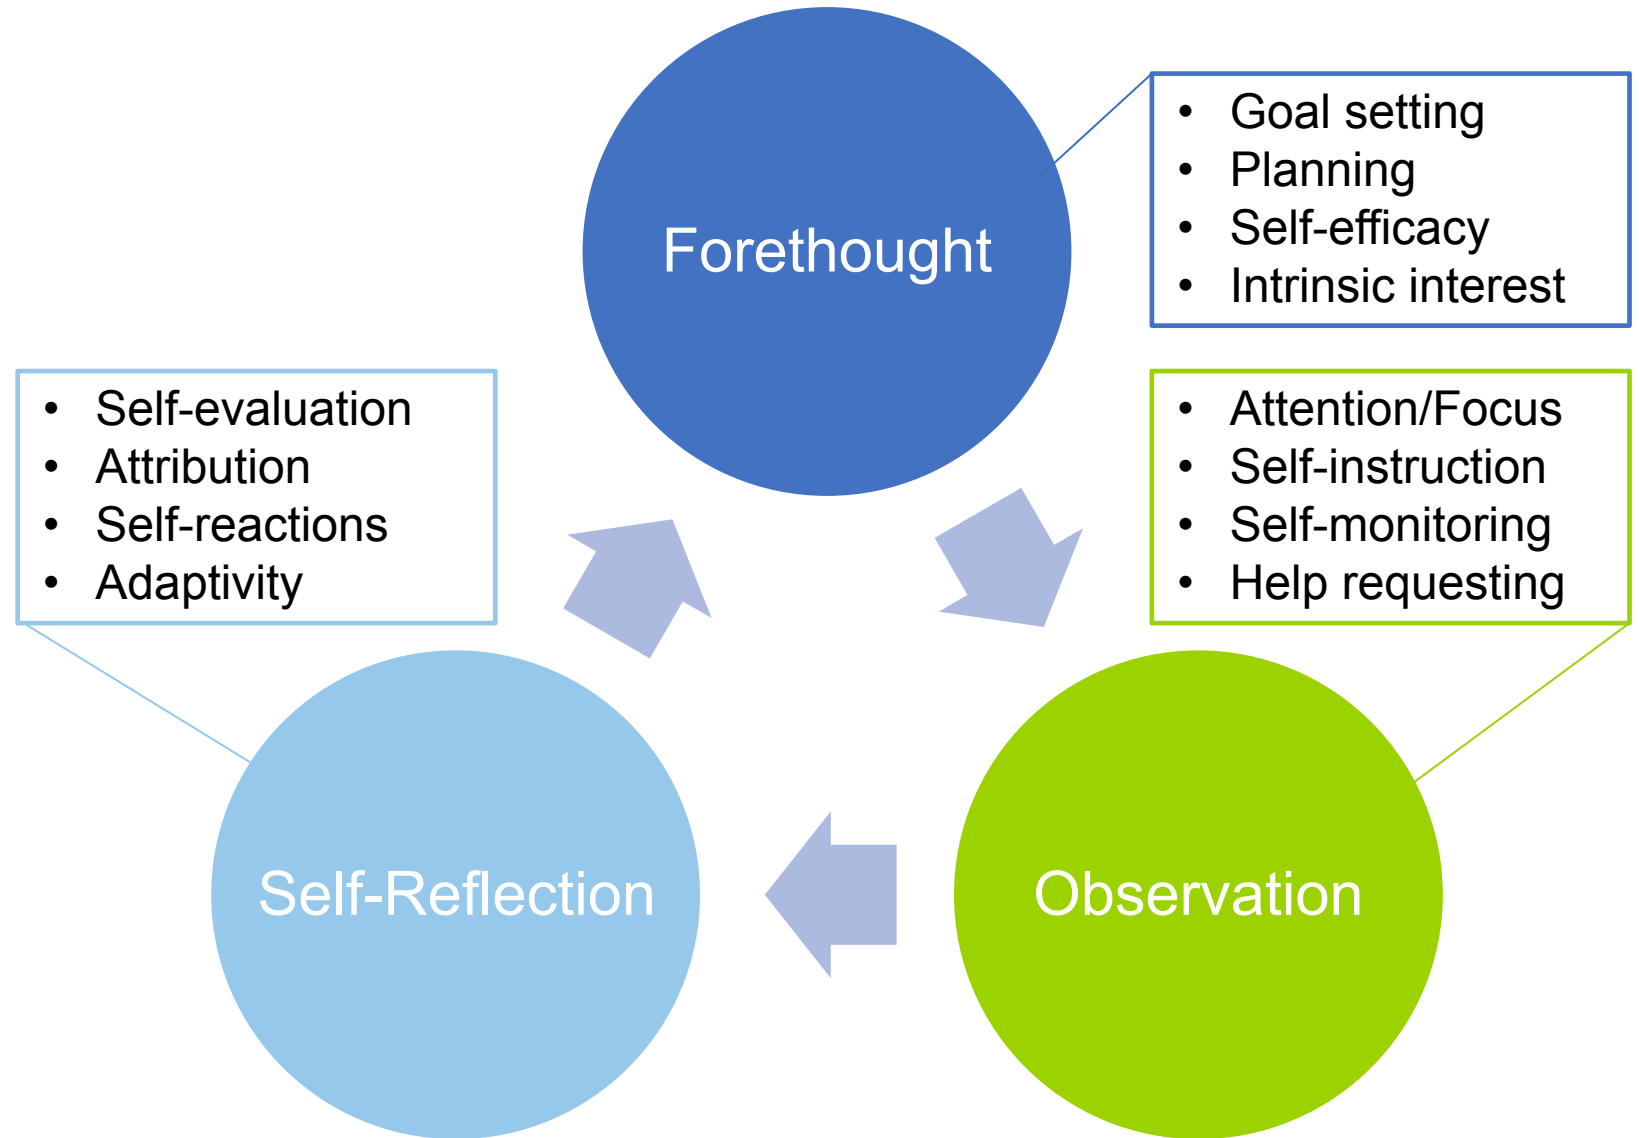 Forethought
• Goal setting
• Planning
• Self-efficacy
• Intrinsic interest
• Attention/Focus
• Self-instruction
• Self-monitoring
• Help requesting
Observation
• Self-evaluation
• Attribution
• Self-reactions
• Adaptivity
Self-Reflection